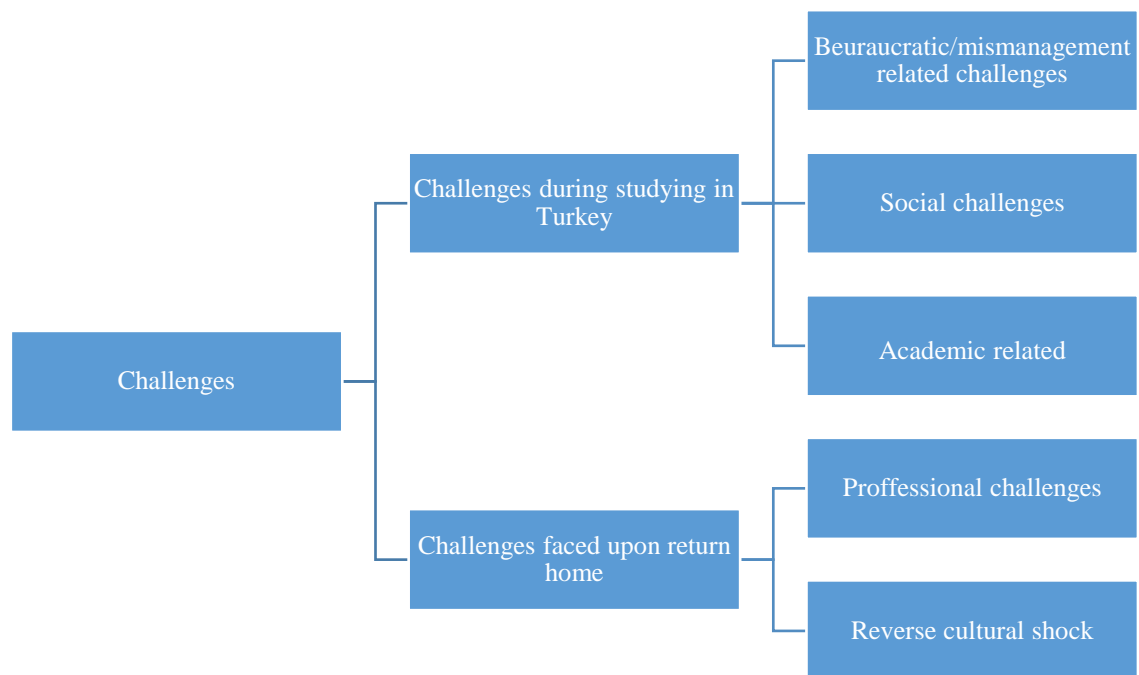 Challenges
Challenges during studying in
Turkey
Beuraucratic/mismanagement
related challenges
Social challenges
Academic related
Challenges faced upon return
home
Proffessional challenges
Reverse cultural shock